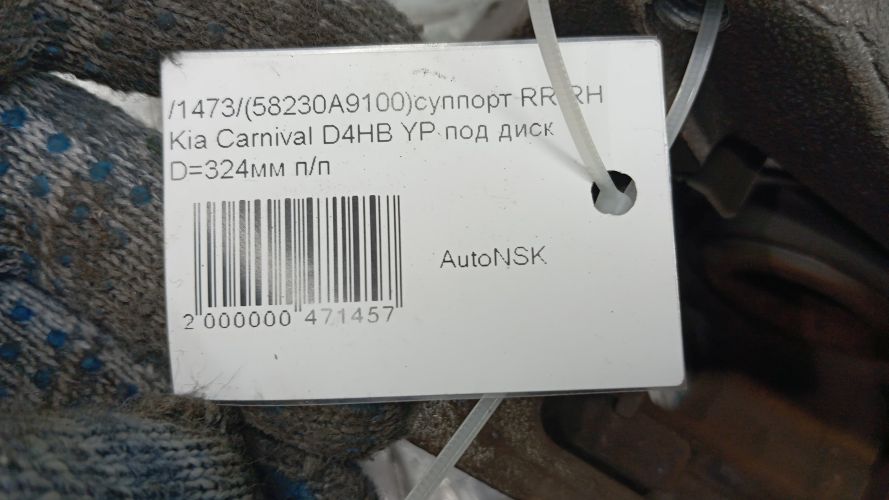 /1473/(58230A9100)суппорт RR RH
Kia Carnival D4HB YP под диск
D=324мм п/п
AutoNSK
2 000000 471457